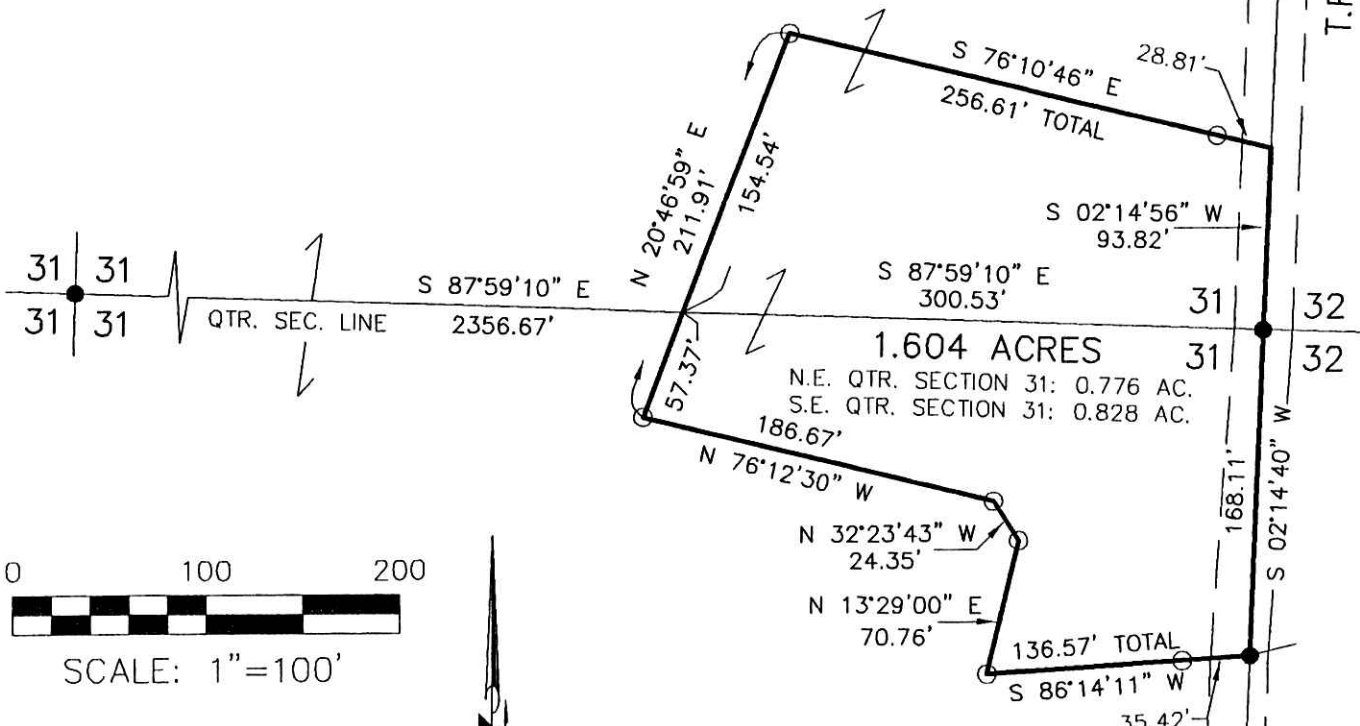 T.R
S 76°10'46" E
256.61' TOTAL
28.81'
N 20°46'59" E
211.91'
154.54'
S 02°14'56" W
93.82'
31 31
31 31
QTR. SEC. LINE
S 87°59'10" E
2356.67'
S 87°59'10" E
300.53'
31 32
31 32
1.604 ACRES
N.E. QTR. SECTION 31: 0.776 AC.
S.E. QTR. SECTION 31: 0.828 AC.
57.37'
186.67'
N 76°12'30" W
168.11'
S 02°14'40" W
N 32°23'43" W
24.35'
N 13°29'00" E
70.76'
136.57' TOTAL
S 86°14'11" W
35.42'
0 100 200
SCALE: 1"=100'
N